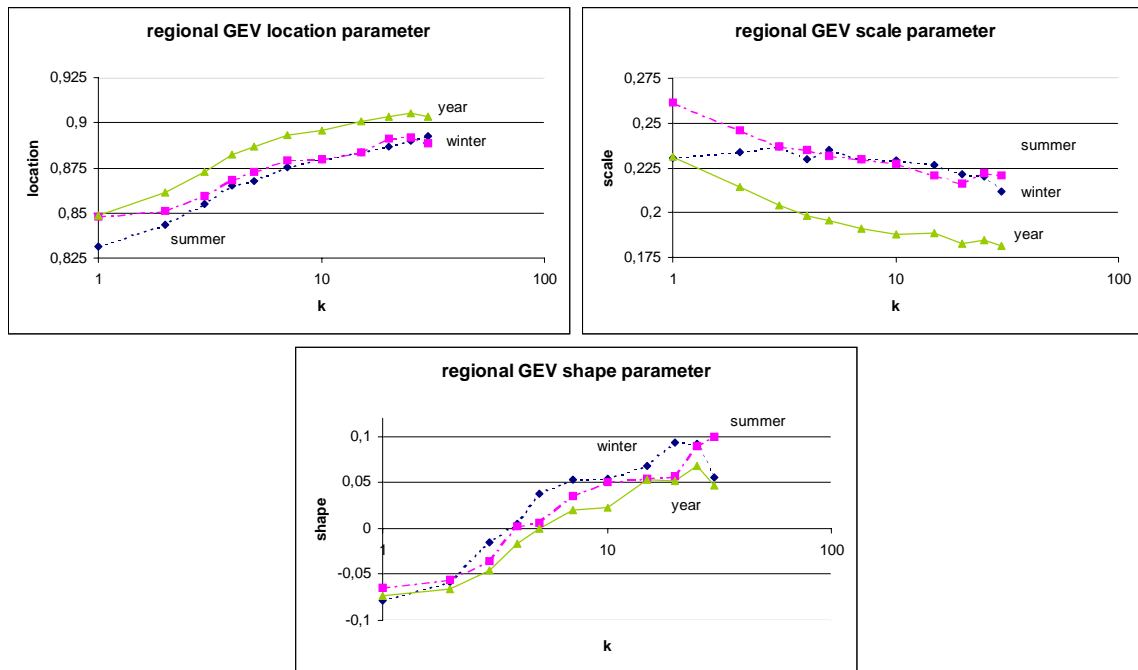 regional GEV location parameter
0,925
0,9
0,875
0,85
0,825
location
year
winter
summer
1
10
100
k
regional GEV scale parameter
0,275
0,25
0,225
0,2
0,175
scale
summer
winter
year
1
10
100
k
regional GEV shape parameter
0,1
0,05
0
-0,05
-0,1
shape
summer
winter
year
1
10
100
k